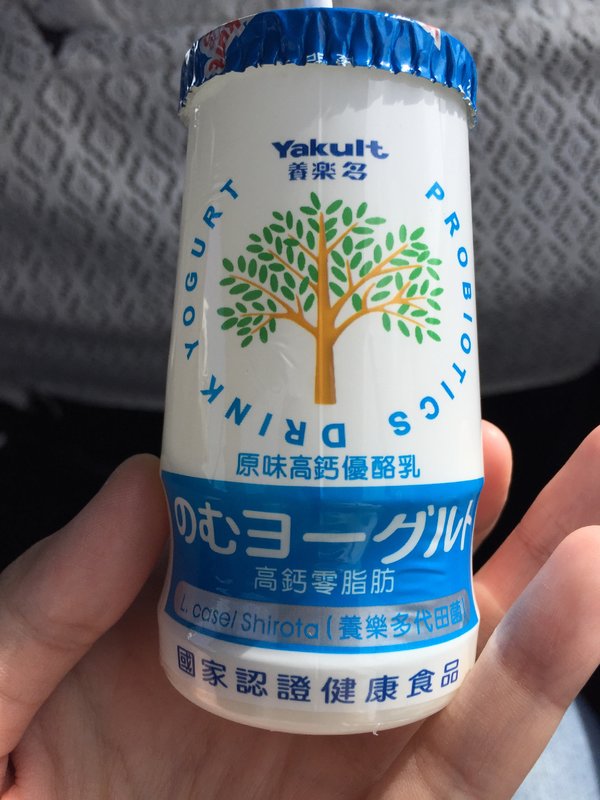 Yakult
養樂多
PROBIOTICS DRINK YOGURT
原味高鈣優酪乳
のむヨーグルト
高鈣零脂肪
L. casei Shirota (養樂多代田菌)
國家認證健康食品